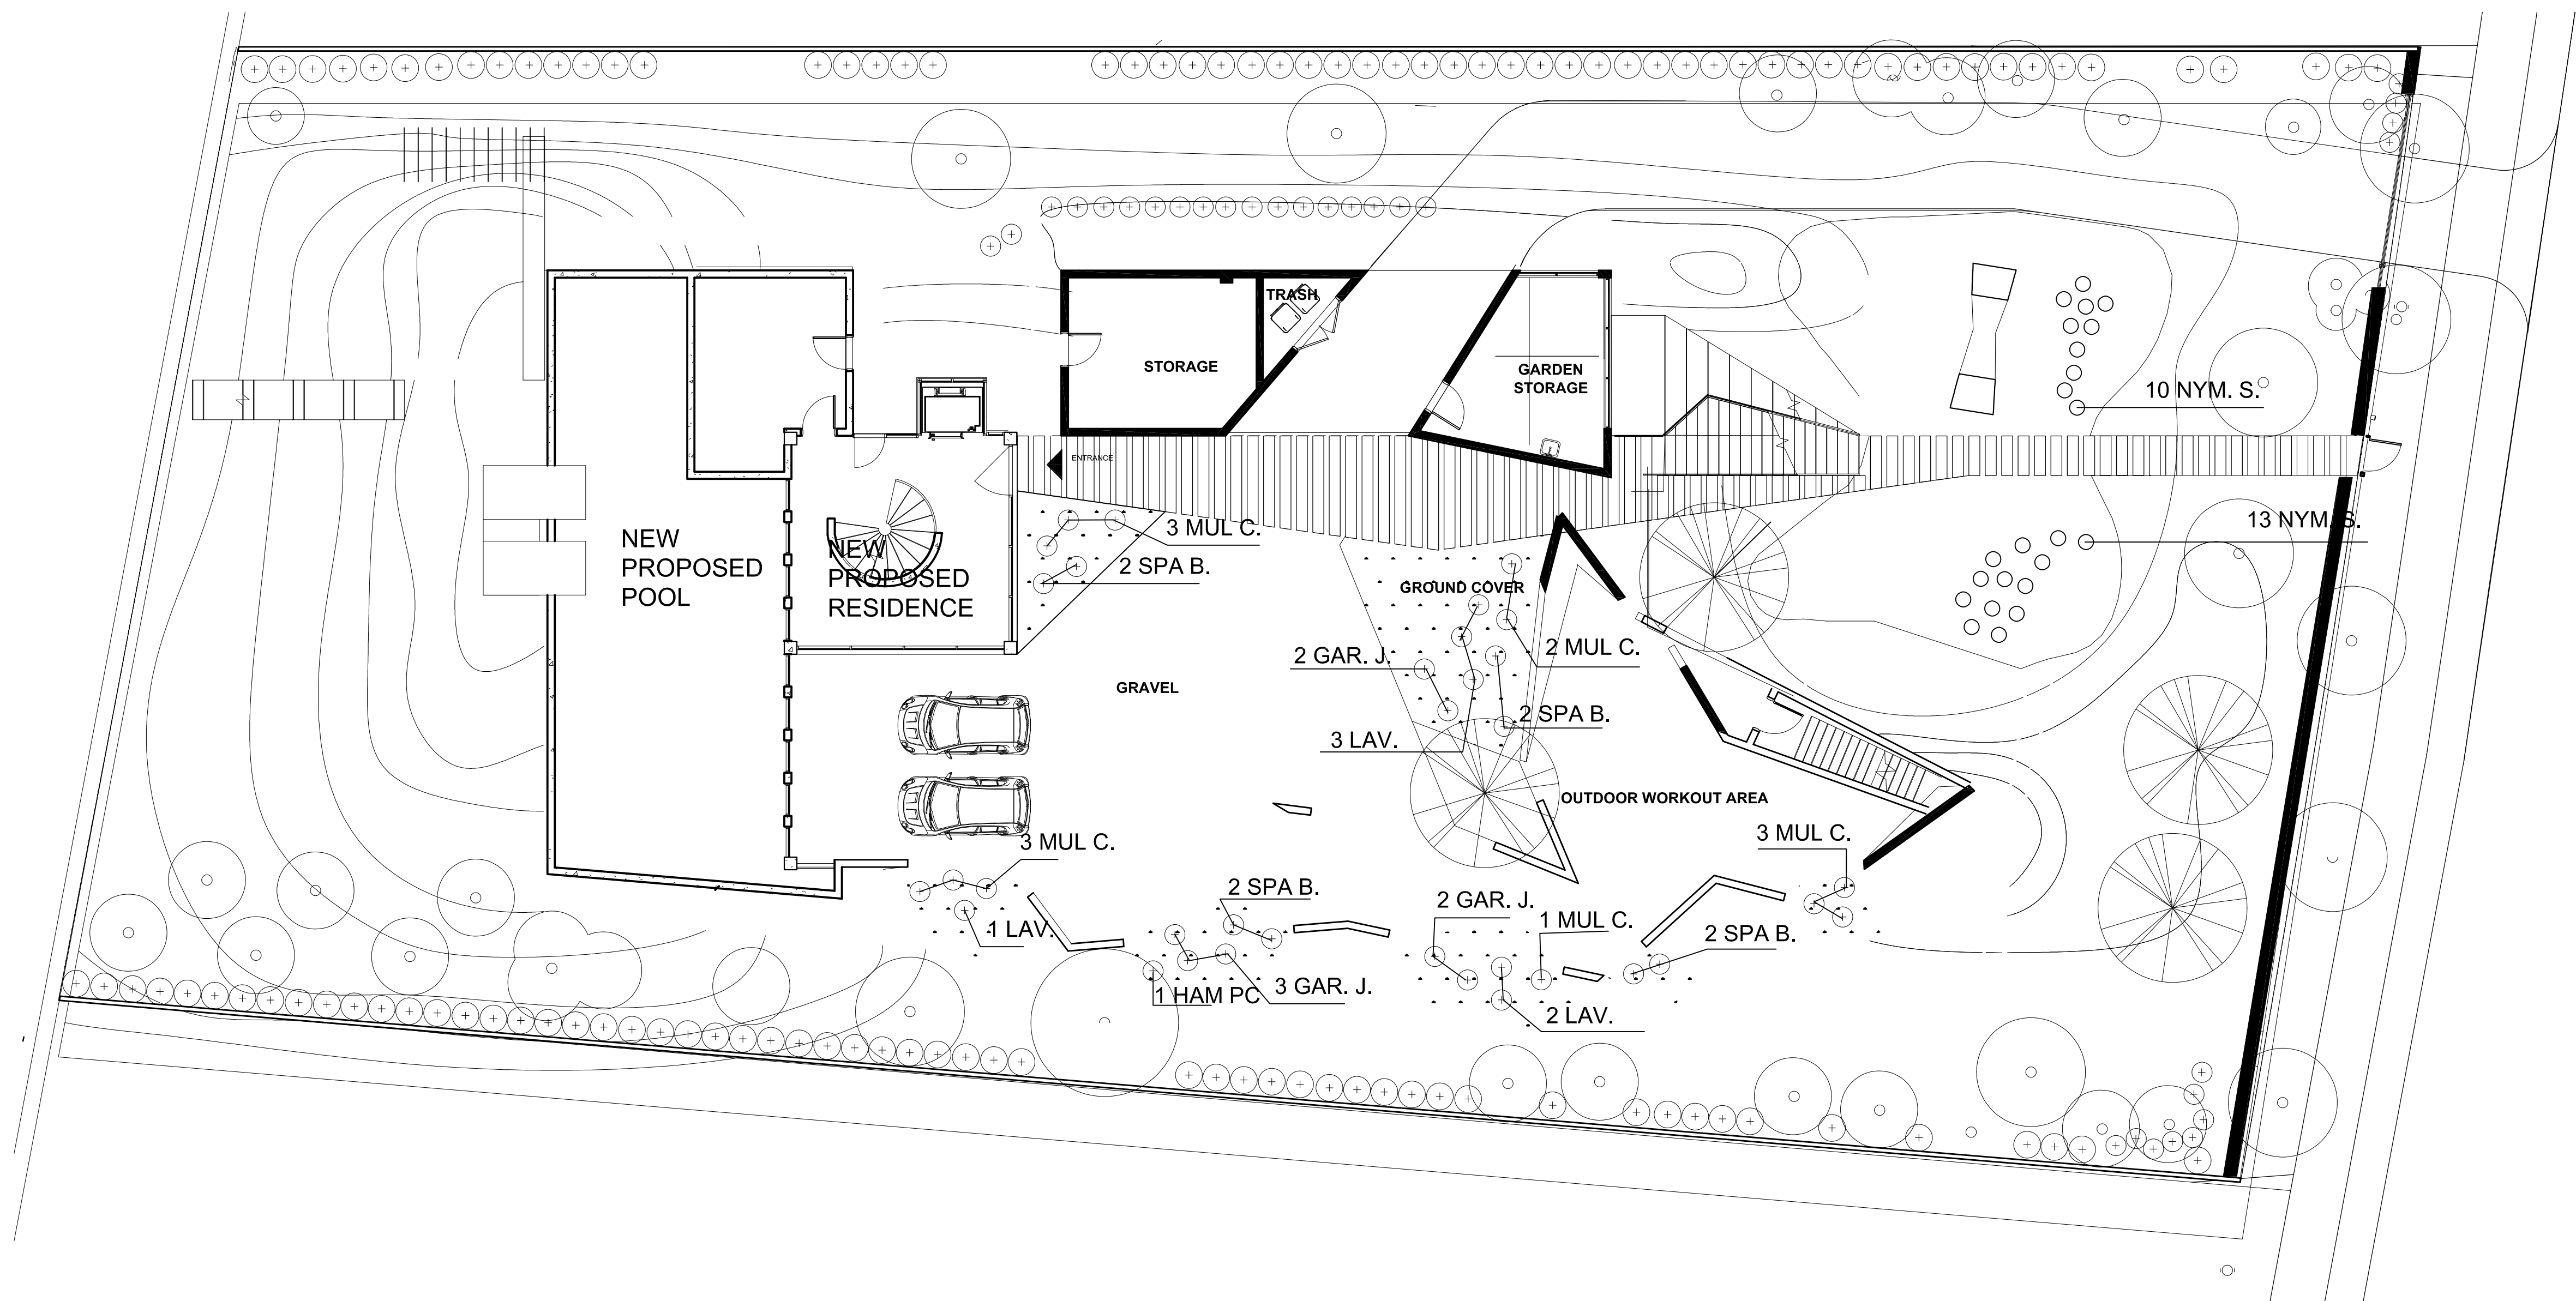 TRASH
STORAGE
GARDEN
STORAGE
10 NYM. S.
ENTRANCE
13 NYM. S.
3 MUL C.
2 SPA B.
NEW
PROPOSED
POOL
NEW
PROPOSED
RESIDENCE
GROUND COVER
2 MUL C.
2 GAR. J.
GRAVEL
2 SPA B.
3 LAV.
OUTDOOR WORKOUT AREA
3 MUL C.
3 MUL C.
2 SPA B.
2 GAR. J.
1 MUL C.
1 LAV.
2 SPA B.
1 HAM PC
3 GAR. J.
2 LAV.